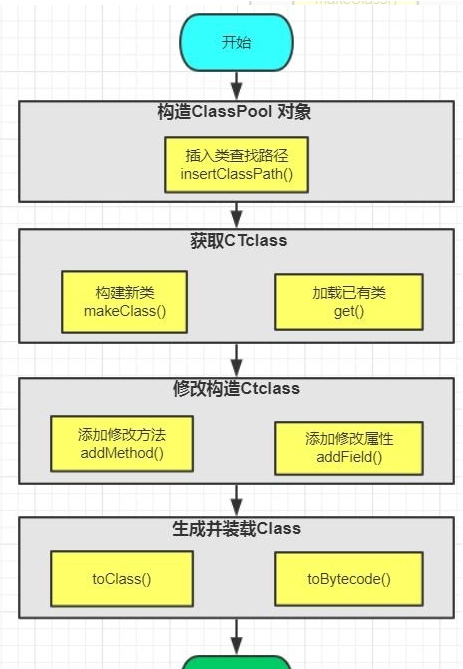 开始
构造ClassPool 对象
插入类查找路径
insertClassPath()
获取CTclass
构建新类
makeClass()
加载已有类
get()
修改构造Ctclass
添加修改方法
addMethod()
添加修改属性
addField()
生成并装载Class
toClass()
toBytecode()